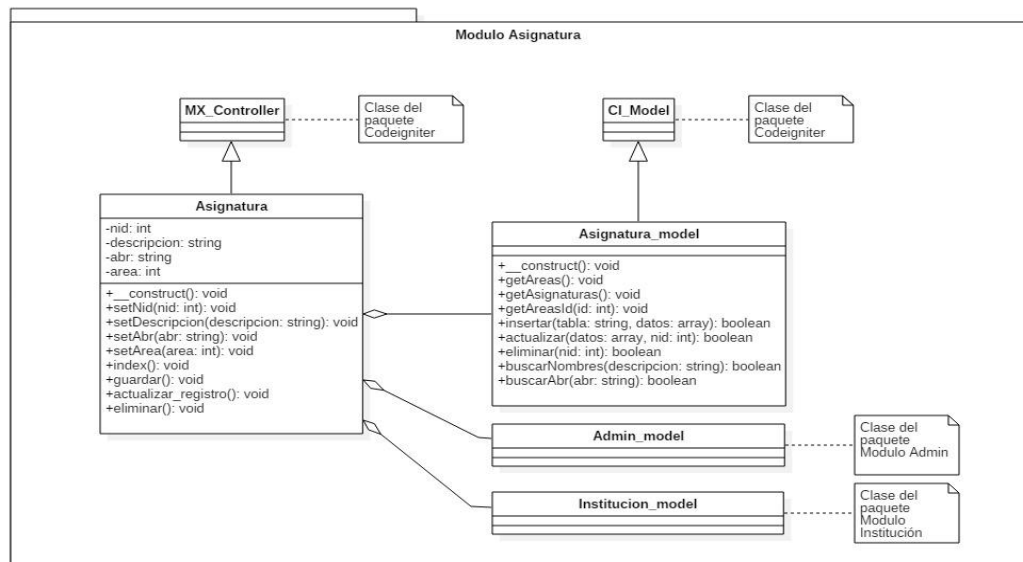 Modulo Asignatura
MX_Controller
Clase del
paquete
Codeigniter
CI_Model
Clase del
paquete
Codeigniter
Asignatura
-nid: int
-descripcion: string
-abr: string
-area: int
+__construct(): void
+setNid(nid: int): void
+setDescripcion(descripcion: string): void
+setAbr(abr: string): void
+setArea(area: int): void
+index(): void
+guardar(): void
+actualizar_registro(): void
+eliminar(): void
Asignatura_model
+__construct(): void
+getAreas(): void
+getAsignaturas(): void
+getAreasId(id: int): void
+insertar(tabla: string, datos: array): boolean
+actualizar(datos: array, nid: int): boolean
+eliminar(nid: int): boolean
+buscarNombres(descripcion: string): boolean
+buscarAbr(abr: string): boolean
Admin_model
Clase del
paquete
Modulo Admin
Institucion_model
Clase del
paquete
Modulo
Institución